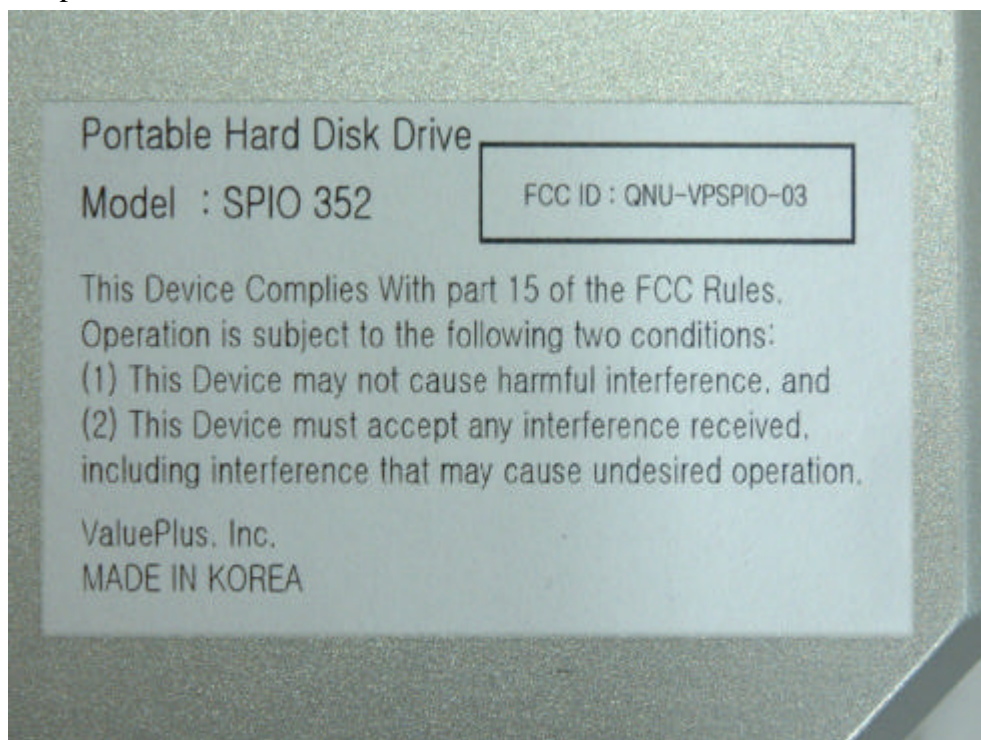 Portable Hard Disk Drive
Model : SPIO 352
FCC ID : QNU-VPSPIO-03
This Device Complies With part 15 of the FCC Rules.
Operation is subject to the following two conditions:
(1) This Device may not cause harmful interference, and
(2) This Device must accept any interference received,
including interference that may cause undesired operation.
ValuePlus, Inc.
MADE IN KOREA